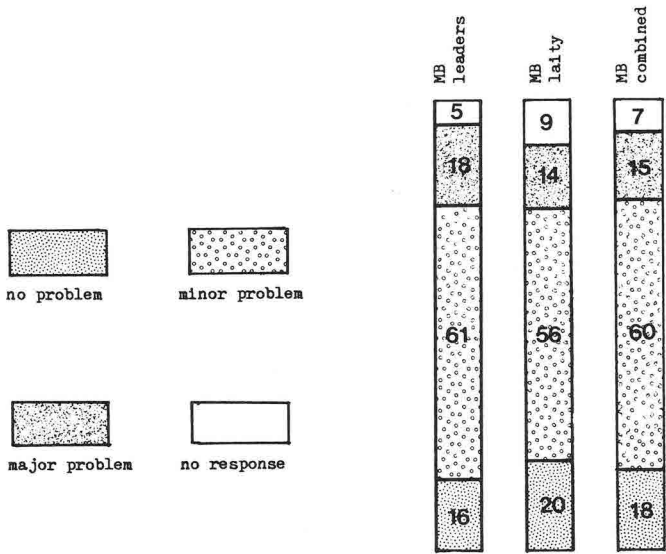 MB
leaders
MB
laity
MB
combined
5
9
7
18
14
15
no problem
minor problem
61
56
60
major problem
no response
16
20
18